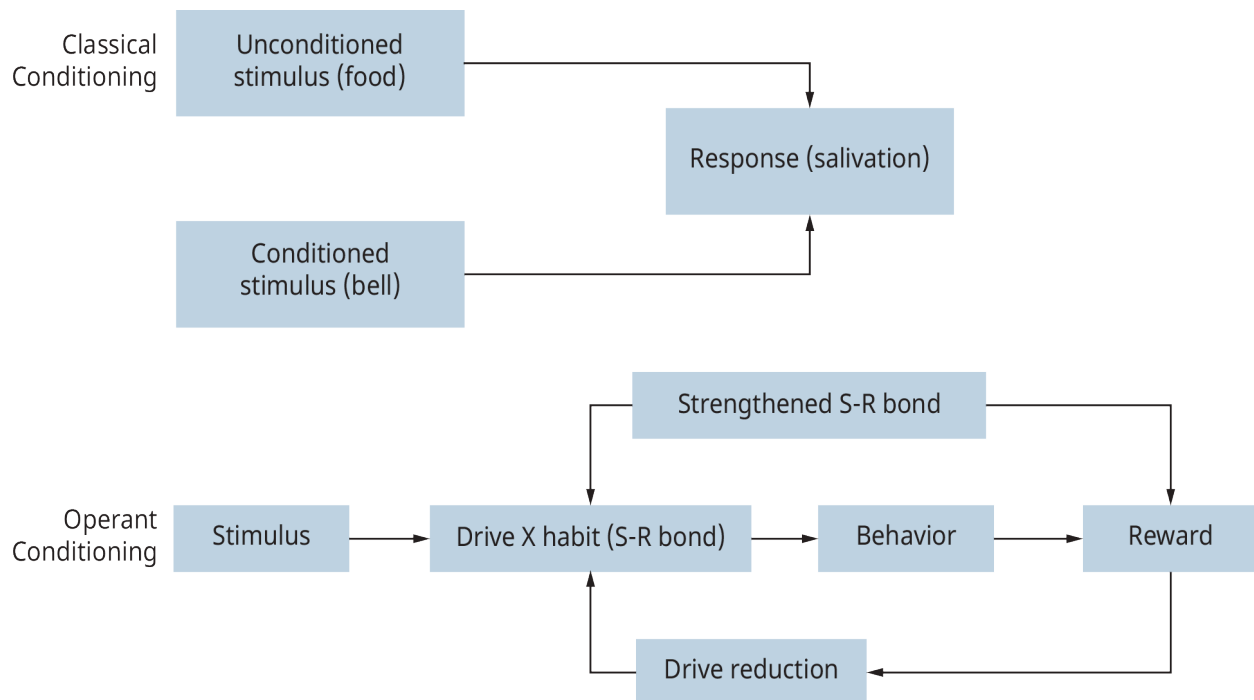 Classical
Conditioning
Unconditioned
stimulus (food)
Response (salivation)
Conditioned
stimulus (bell)
Strengthened S-R bond
Operant
Conditioning
Stimulus
Drive X habit (S-R bond)
Behavior
Reward
Drive reduction